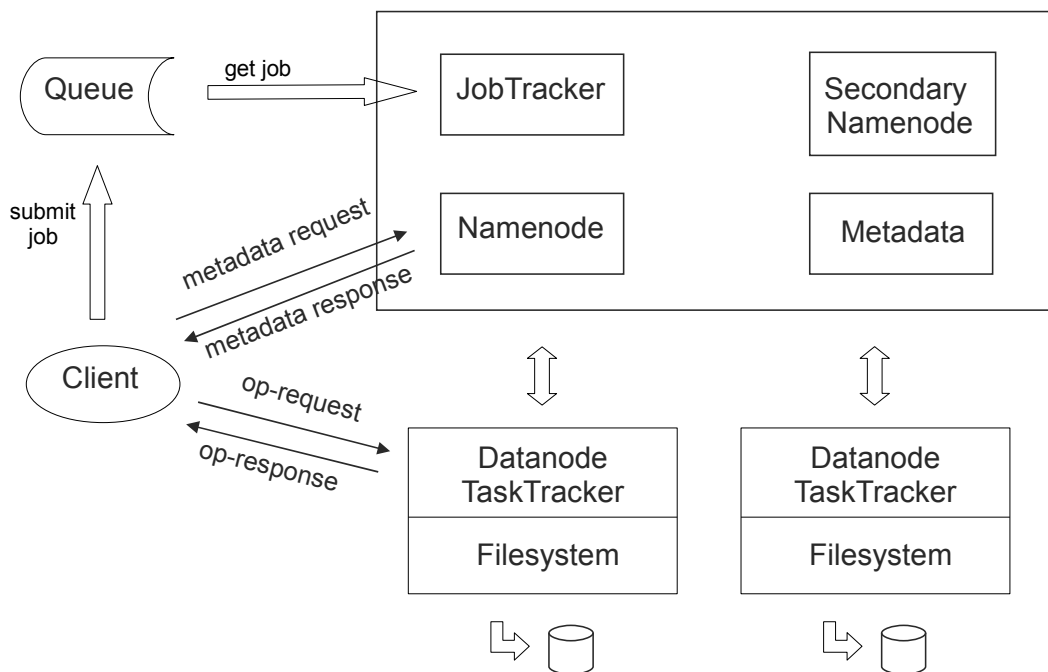 Queue
get job
JobTracker
Secondary
Namenode
submit
job
metadata request
metadata response
Namenode
Metadata
Client
op-request
op-response
Datanode
TaskTracker
Filesystem
Datanode
TaskTracker
Filesystem